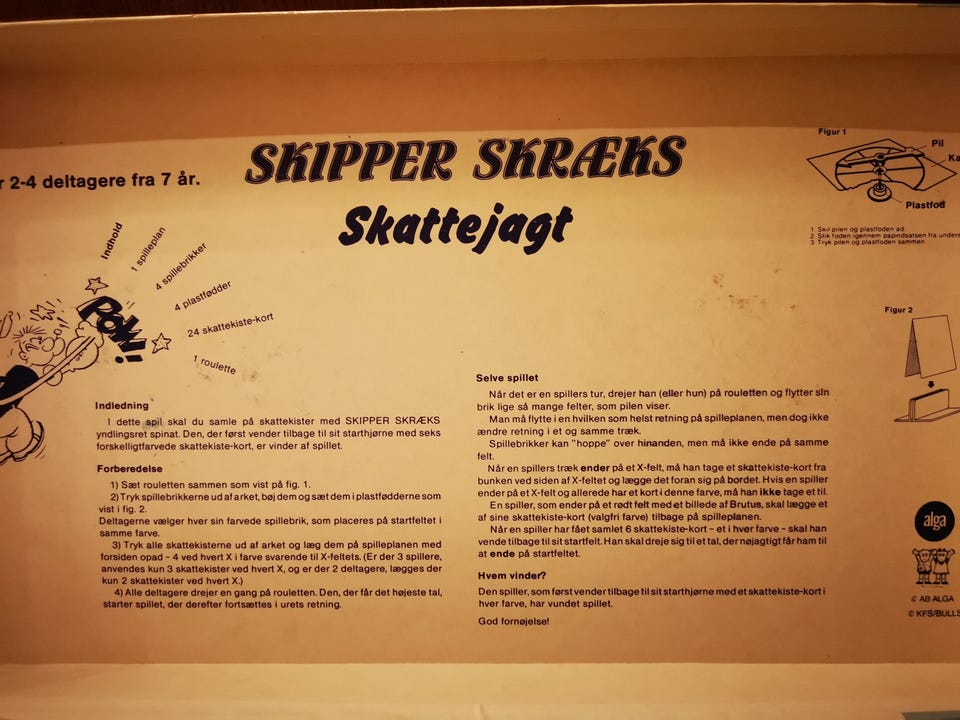 SKIPPER SKRÆKS
Skattejagt
r 2-4 deltagere fra 7 år.
Indhold
1 spilleplan
4 spillebrikker
4 plastfødder
24 skattekiste-kort
1 roulette
POW!
Indledning
I dette spil skal du samle på skattekister med SKIPPER SKRÆKS
yndlingsret spinat. Den, der først vender tilbage til sit starthjørne med seks
forskelligtfarvede skattekiste-kort, er vinder af spillet.
Forberedelse
1) Sæt rouletten sammen som vist på fig. 1.
2) Tryk spillebrikkerne ud af arket, bøj dem og sæt dem i plastfødderne som
vist i fig. 2.
Deltagerne vælger hver sin farvede spillebrik, som placeres på startfeltet i
samme farve.
3) Tryk alle skattekisterne ud af arket og læg dem på spilleplanen med
forsiden opad - 4 ved hvert X i farve svarende til X-feltets. (Er der 3 spillere,
anvendes kun 3 skattekister ved hvert X, og er der 2 deltagere, lægges der
kun 2 skattekister ved hvert X.)
4) Alle deltagere drejer en gang på rouletten. Den, der får det højeste tal,
starter spillet, der derefter fortsættes i urets retning.
Selve spillet
Når det er en spillers tur, drejer han (eller hun) på rouletten og flytter sin
brik lige så mange felter, som pilen viser.
Man må flytte i en hvilken som helst retning på spilleplanen, men dog ikke
ændre retning i et og samme træk.
Spillebrikker kan "hoppe" over hinanden, men må ikke ende på samme
felt.
Når en spillers træk ender på et X-felt, må han tage et skattekiste-kort fra
bunken ved siden af X-feltet og lægge det foran sig på bordet. Hvis en spiller
ender på et X-felt og allerede har et kort i denne farve, må han ikke tage et til.
En spiller, som ender på et rødt felt med et billede af Brutus, skal lægge et
af sine skattekiste-kort (valgfri farve) tilbage på spilleplanen.
Når en spiller har fået samlet 6 skattekiste-kort - et i hver farve - skal han
vende tilbage til sit startfelt. Han skal dreje sig til et tal, der nøjagtigt får ham til
at ende på startfeltet.
Hvem vinder?
Den spiller, som først vender tilbage til sit starthjørne med et skattekiste-kort i
hver farve, har vundet spillet.
God fornøjelse!
Figur 1
Pil
Ka
Plastfod
1. Skil pilen og plastfoden ad.
2. Stik foden igennem papindsatsen fra unders
3. Tryk pilen og plastfoden sammen.
Figur 2
alga
© AB ALGA
© KFS/BULLS